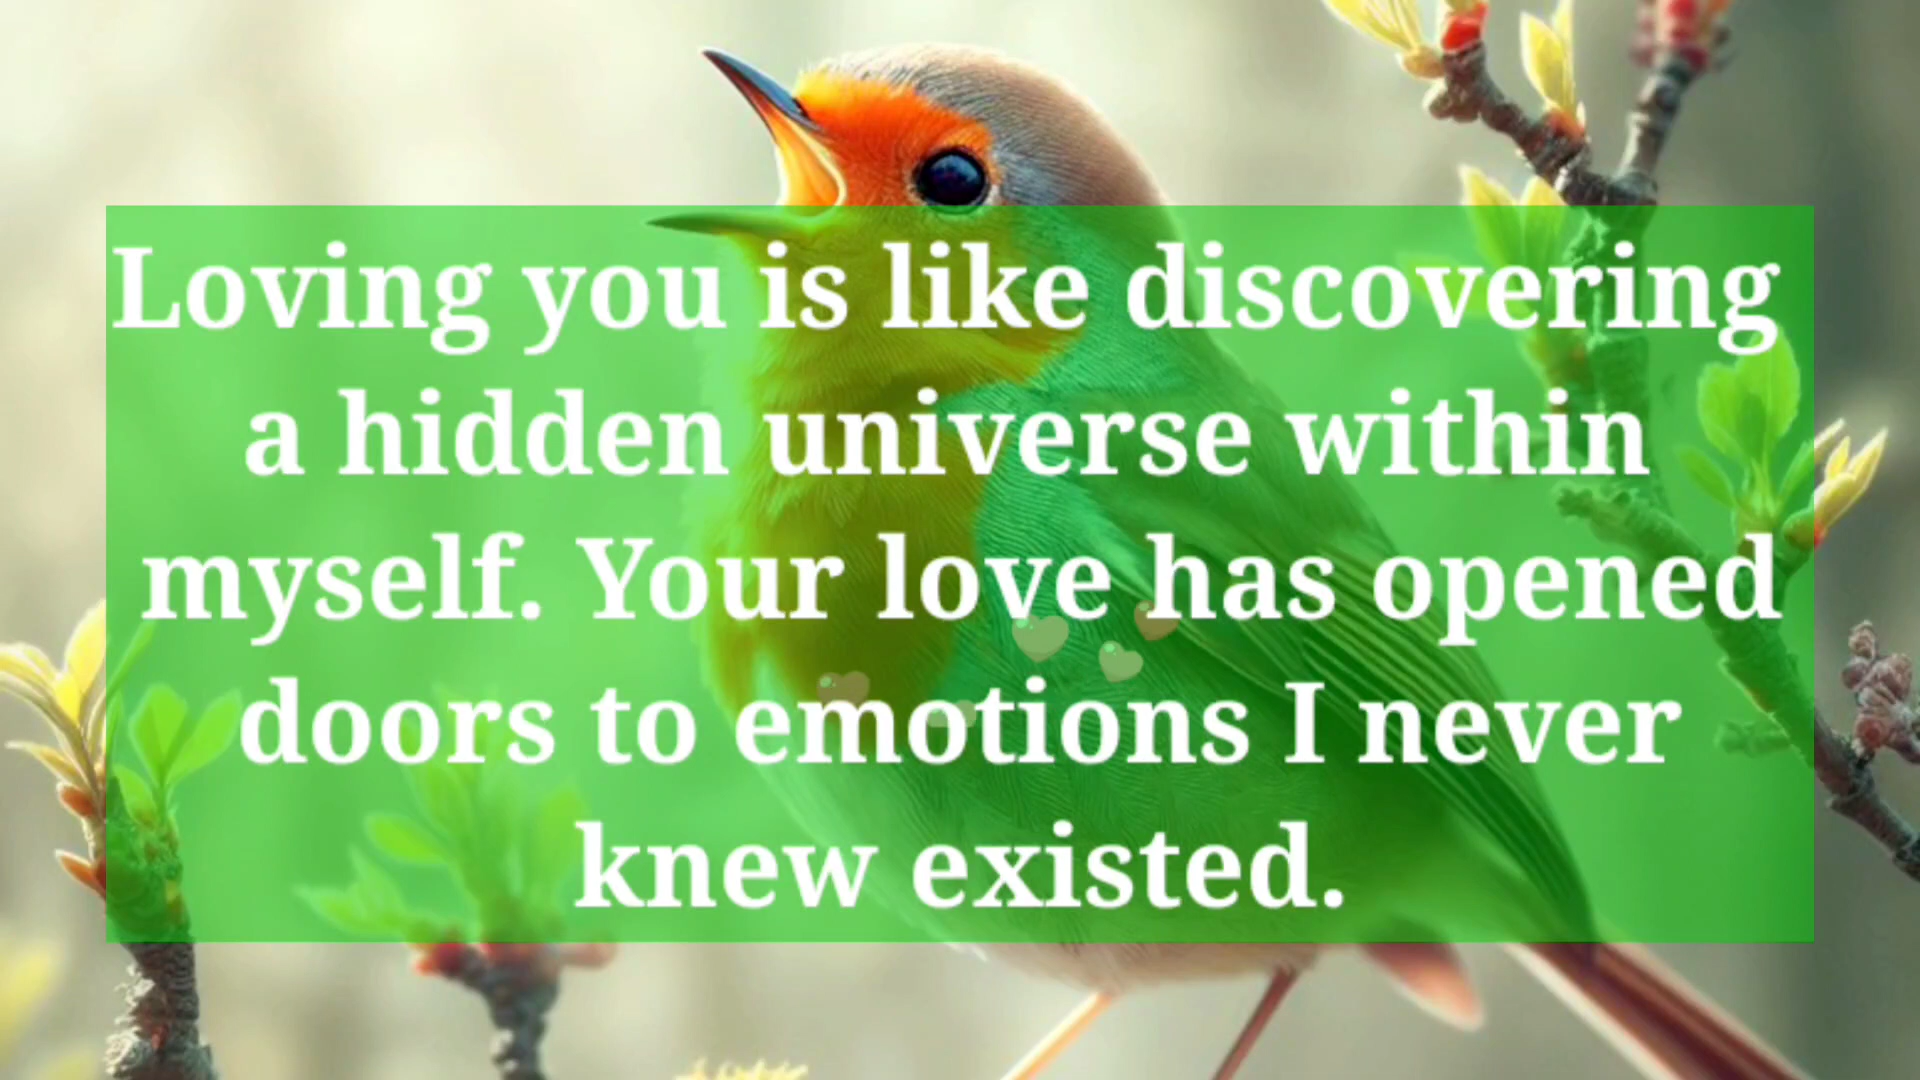 Loving you is like discovering
a hidden universe within
myself. Your love has opened
doors to emotions I never
knew existed.